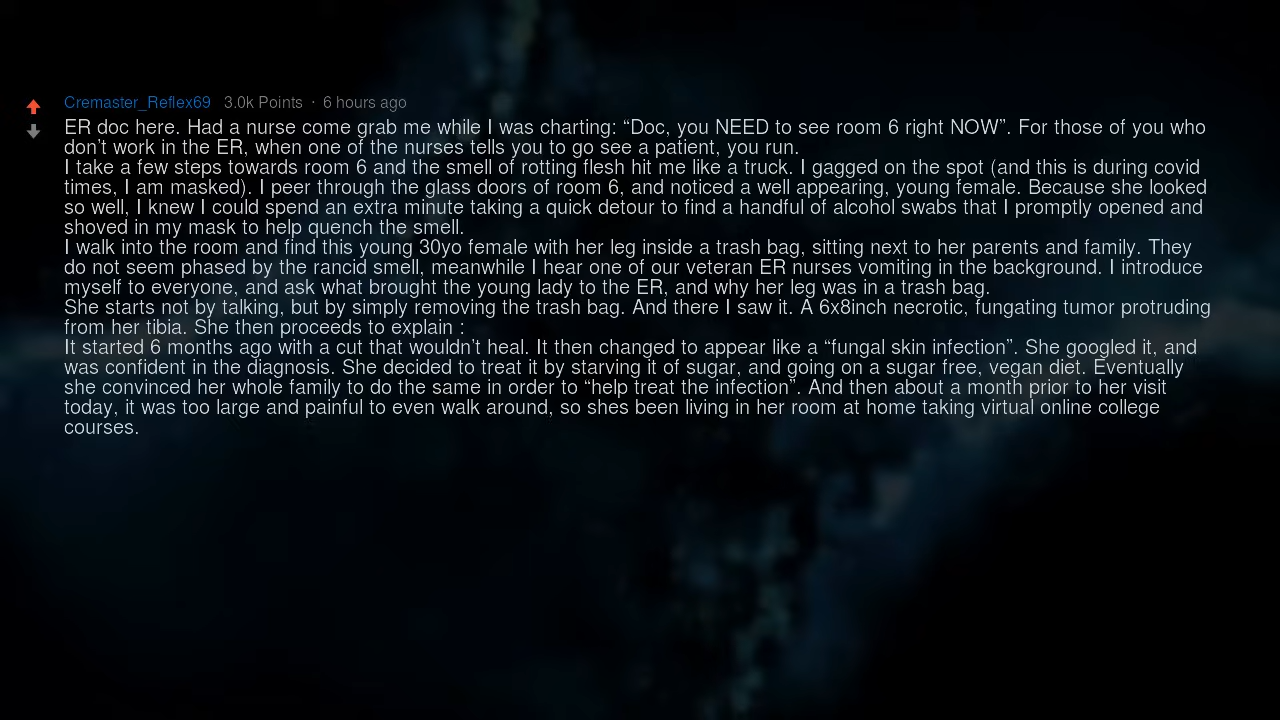 Cremaster_Reflex69 3.0k Points · 6 hours ago
ER doc here. Had a nurse come grab me while I was charting: “Doc, you NEED to see room 6 right NOW”. For those of you who
don’t work in the ER, when one of the nurses tells you to go see a patient, you run.
I take a few steps towards room 6 and the smell of rotting flesh hit me like a truck. I gagged on the spot (and this is during covid
times, I am masked). I peer through the glass doors of room 6, and noticed a well appearing, young female. Because she looked
so well, I knew I could spend an extra minute taking a quick detour to find a handful of alcohol swabs that I promptly opened and
shoved in my mask to help quench the smell.
I walk into the room and find this young 30yo female with her leg inside a trash bag, sitting next to her parents and family. They
do not seem phased by the rancid smell, meanwhile I hear one of our veteran ER nurses vomiting in the background. I introduce
myself to everyone, and ask what brought the young lady to the ER, and why her leg was in a trash bag.
She starts not by talking, but by simply removing the trash bag. And there I saw it. A 6x8inch necrotic, fungating tumor protruding
from her tibia. She then proceeds to explain :
It started 6 months ago with a cut that wouldn’t heal. It then changed to appear like a “fungal skin infection”. She googled it, and
was confident in the diagnosis. She decided to treat it by starving it of sugar, and going on a sugar free, vegan diet. Eventually
she convinced her whole family to do the same in order to “help treat the infection”. And then about a month prior to her visit
today, it was too large and painful to even walk around, so shes been living in her room at home taking virtual online college
courses.